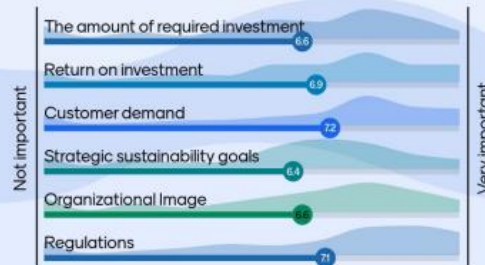 The amount of required investment
6.6
Return on investment
6.9
Customer demand
7.2
Strategic sustainability goals
6.4
Organizational Image
6.6
Regulations
7.1
Not important
Very important